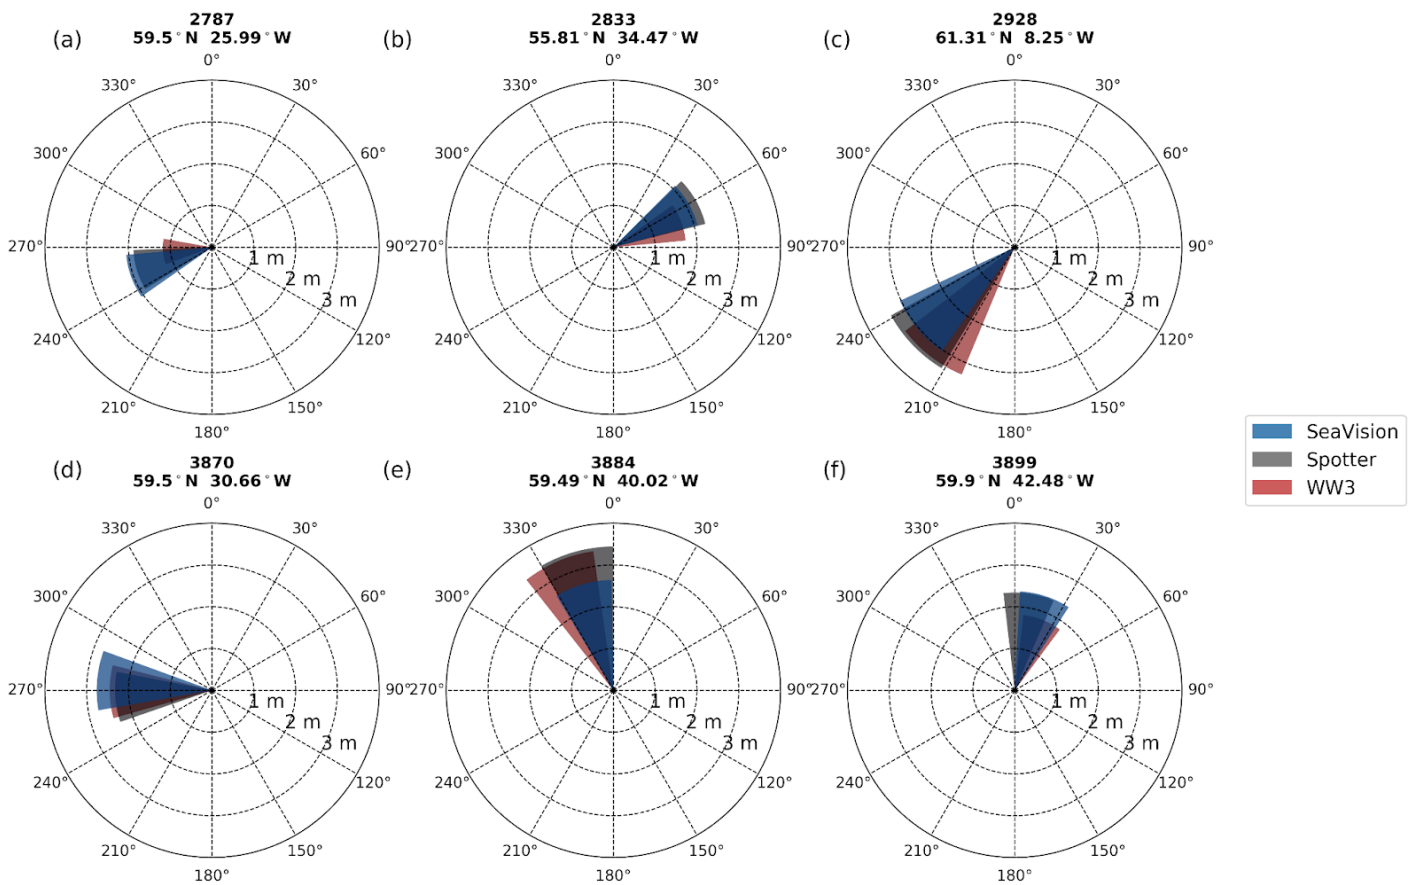 (a)
2787
59.5°N 25.99°W
0°
30°
60°
90°
120°
150°
180°
210°
240°
270°
300°
330°
1 m
2 m
3 m
(b)
2833
55.81°N 34.47°W
0°
30°
60°
90°
120°
150°
180°
210°
240°
270°
300°
330°
1 m
2 m
3 m
(c)
2928
61.31°N 8.25°W
0°
30°
60°
90°
120°
150°
180°
210°
240°
270°
300°
330°
1 m
2 m
3 m
(d)
3870
59.5°N 30.66°W
0°
30°
60°
90°
120°
150°
180°
210°
240°
270°
300°
330°
1 m
2 m
3 m
(e)
3884
59.49°N 40.02°W
0°
30°
60°
90°
120°
150°
180°
210°
240°
270°
300°
330°
1 m
2 m
3 m
(f)
3899
59.9°N 42.48°W
0°
30°
60°
90°
120°
150°
180°
210°
240°
270°
300°
330°
1 m
2 m
3 m
SeaVision
Spotter
WW3